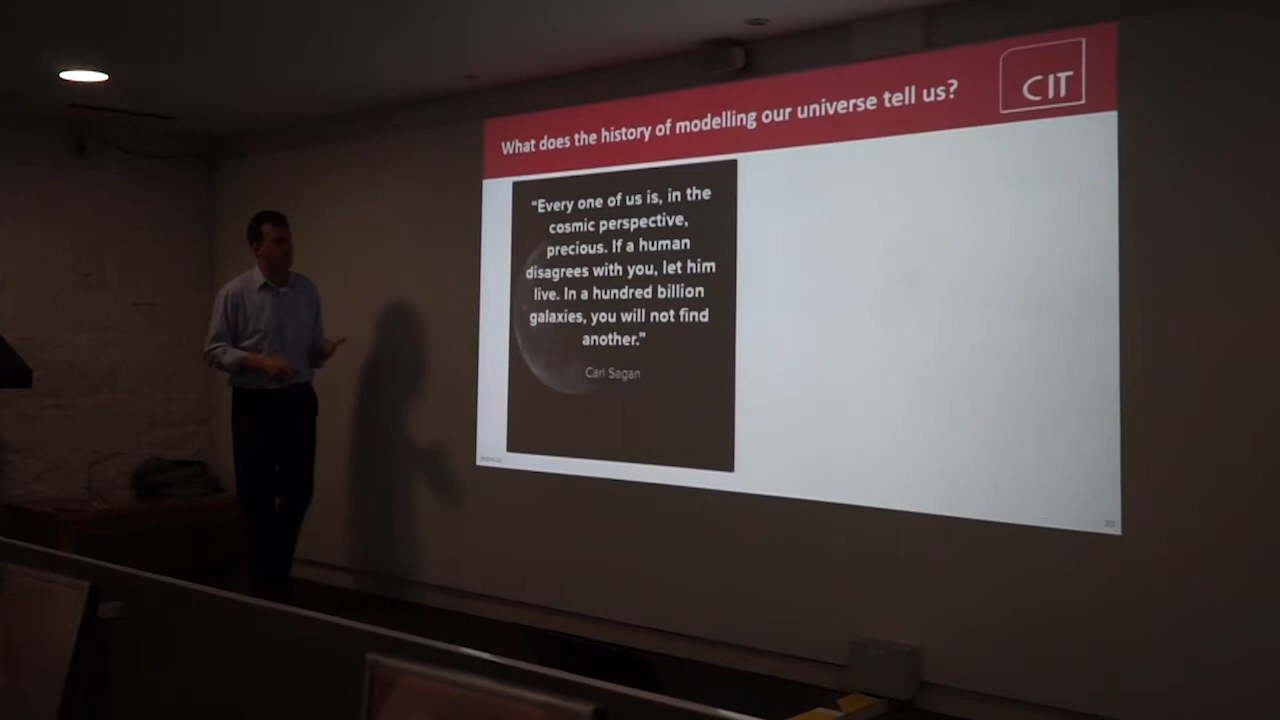 What does the history of modelling our universe tell us?
CIT
“Every one of us is, in the
cosmic perspective,
precious. If a human
disagrees with you, let him
live. In a hundred billion
galaxies, you will not find
another.”
Carl Sagan